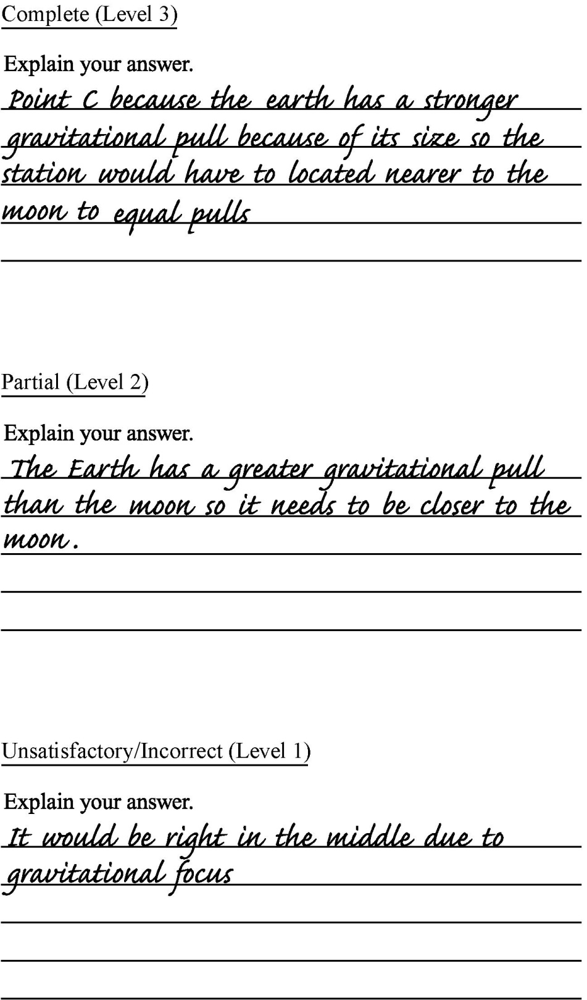 Complete (Level 3)
Explain your answer.
Point C because the earth has a stronger
gravitational pull because of its size so the
station would have to located nearer to the
moon to equal pulls
Partial (Level 2)
Explain your answer.
The Earth has a greater gravitational pull
than the moon so it needs to be closer to the
moon.
Unsatisfactory/Incorrect (Level 1)
Explain your answer.
It would be right in the middle due to
gravitational focus